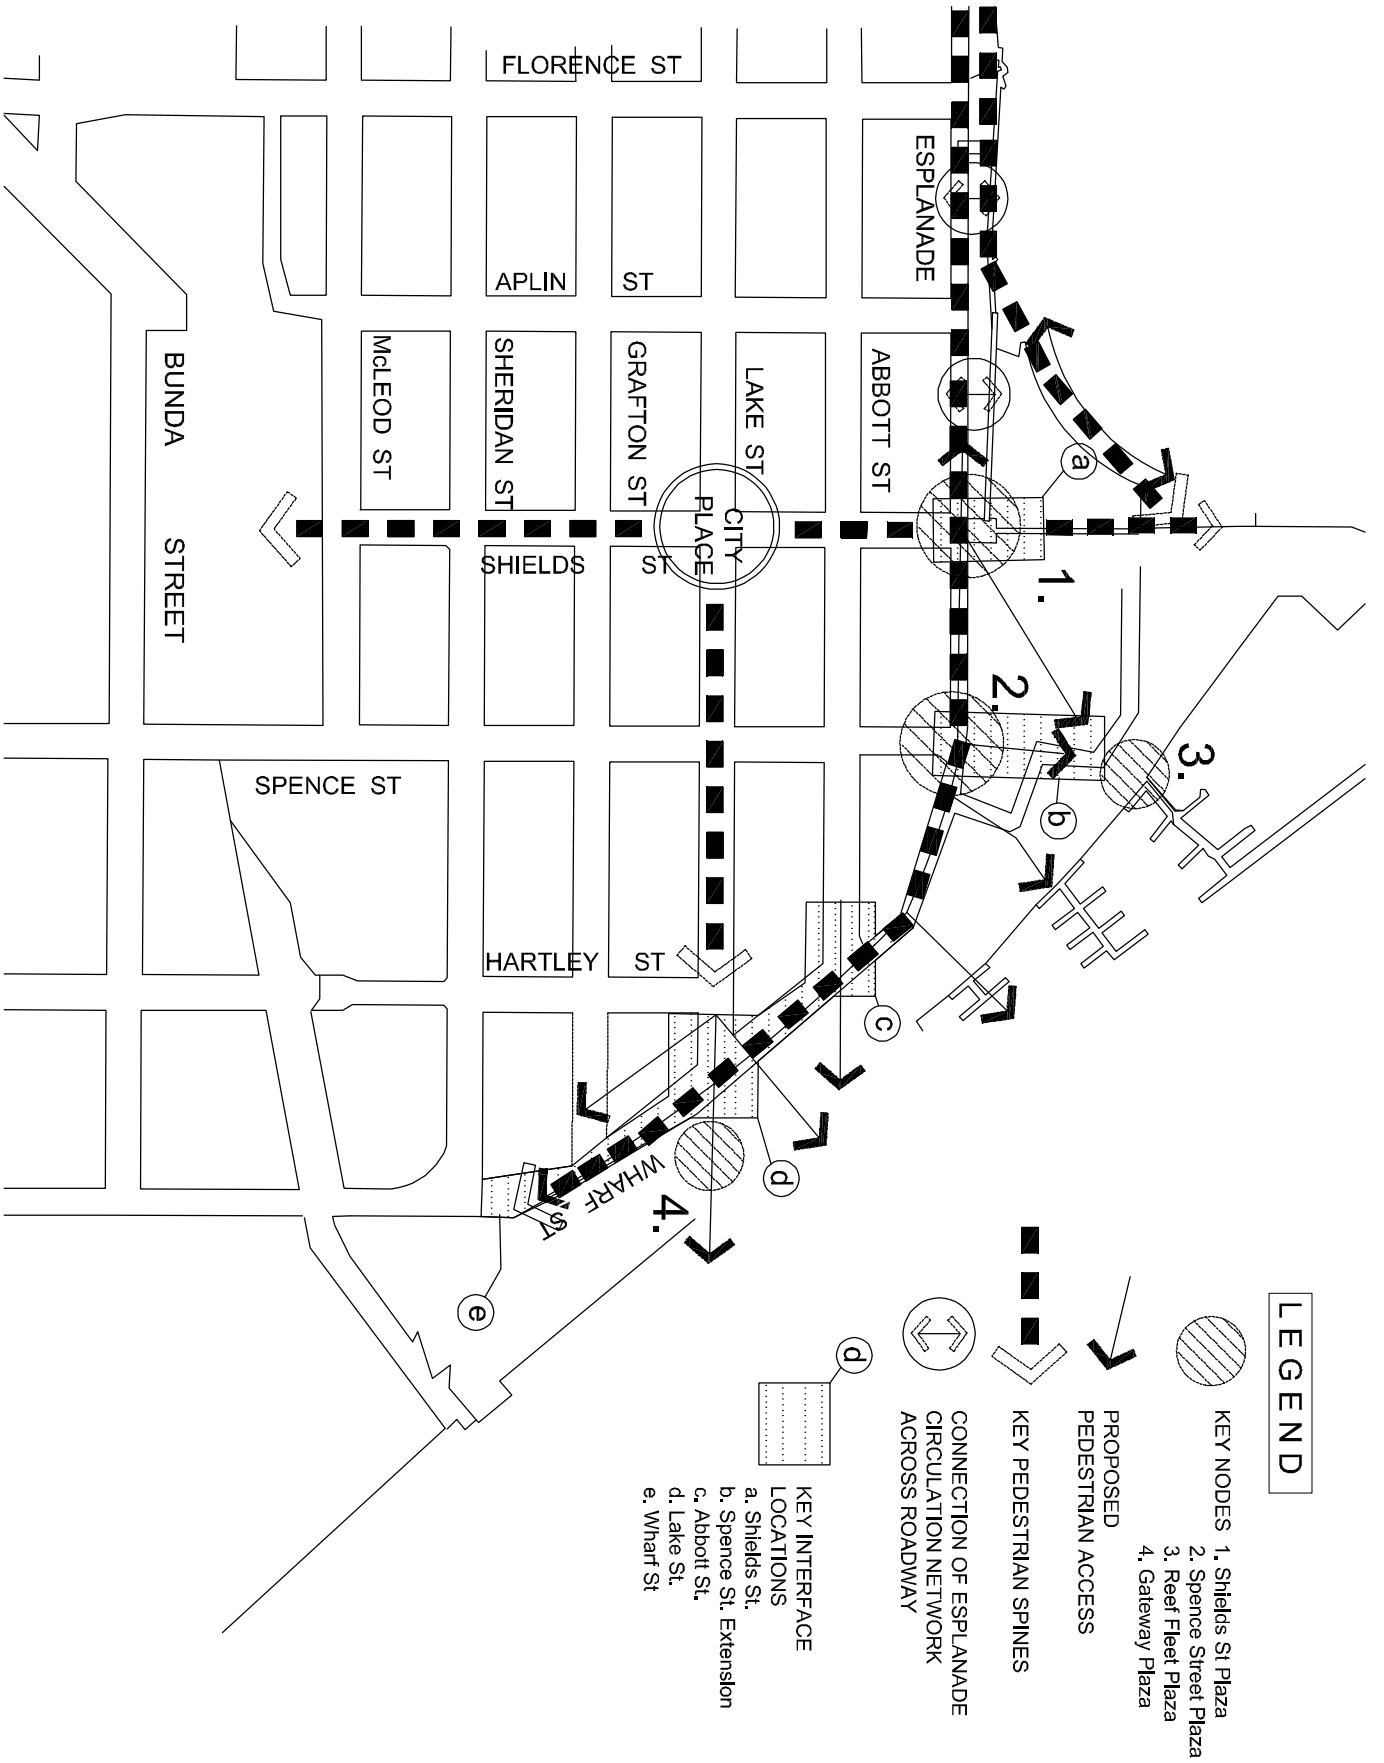 FLORENCE ST
ESPLANADE
APLIN ST
BUNDA STREET
McLEOD ST
SHERIDAN ST
GRAFTON ST
LAKE ST
ABBOTT ST
a
CITY
PLACE
SHIELDS ST
1.
2.
3.
SPENCE ST
b
HARTLEY ST
c
d
WHARF ST
4.
e
LEGEND
KEY NODES 1. Shields St Plaza
2. Spence Street Plaza
3. Reef Fleet Plaza
4. Gateway Plaza
PROPOSED
PEDESTRIAN ACCESS
KEY PEDESTRIAN SPINES
CONNECTION OF ESPLANADE
CIRCULATION NETWORK
ACROSS ROADWAY
d
KEY INTERFACE
LOCATIONS
a. Shields St.
b. Spence St. Extension
c. Abbott St.
d. Lake St.
e. Wharf St